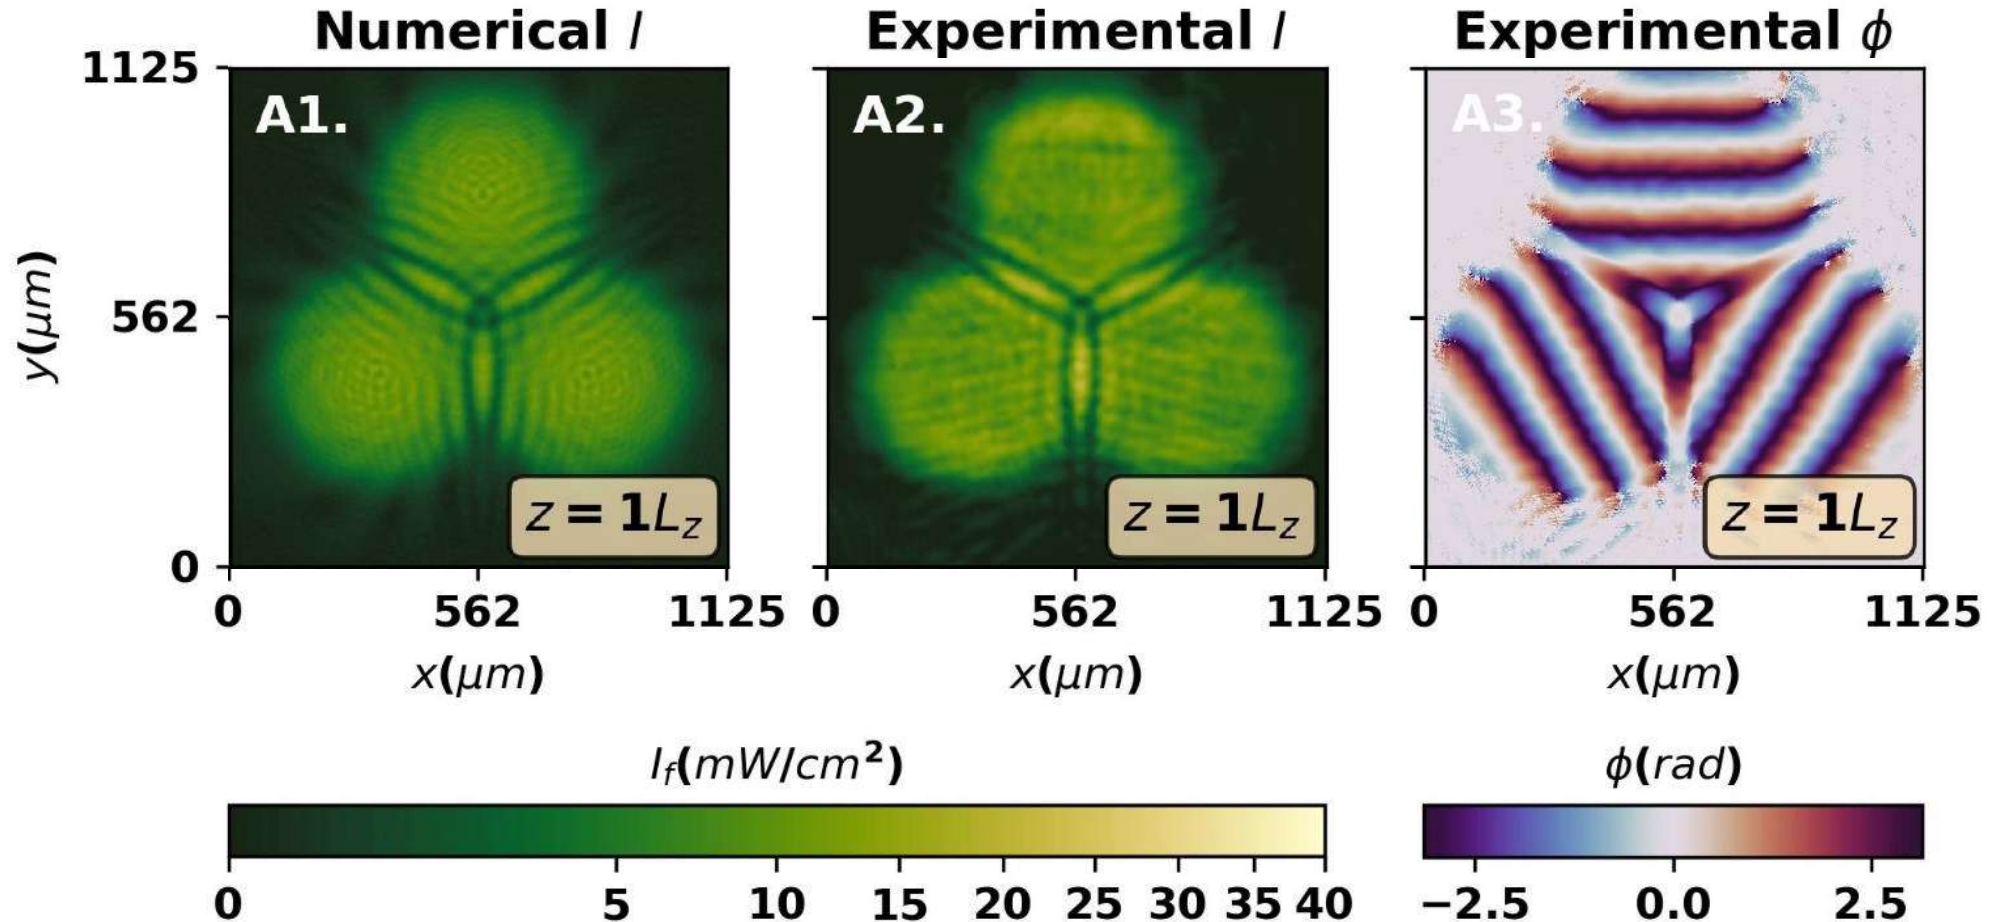 Numerical I
Experimental I
Experimental ϕ
A1.
A2.
A3.
y(μm)
1125
562
0
z = 1L_z
z = 1L_z
z = 1L_z
0 562 1125
0 562 1125
0 562 1125
x(μm)
x(μm)
x(μm)
I_f(mW/cm²)
0 5 10 15 20 25 30 35 40
ϕ(rad)
−2.5 0.0 2.5